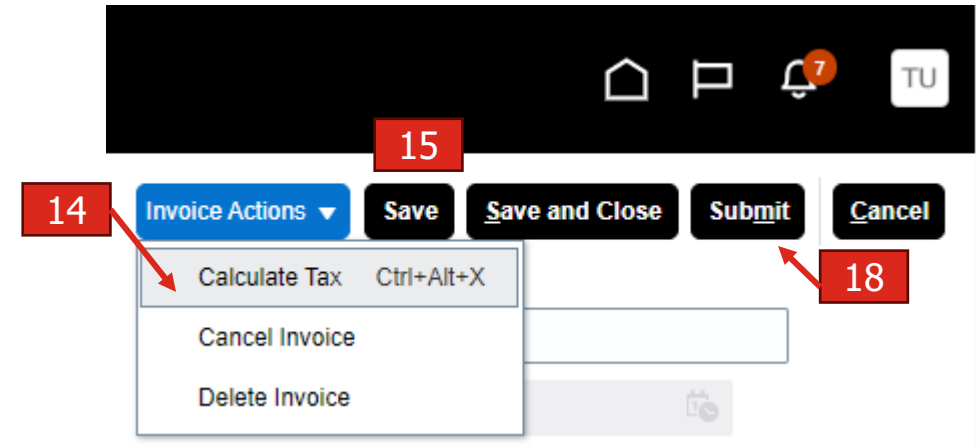 7
TU
15
14
Invoice Actions
Save
Save and Close
Submit
Cancel
Calculate Tax Ctrl+Alt+X
18
Cancel Invoice
Delete Invoice